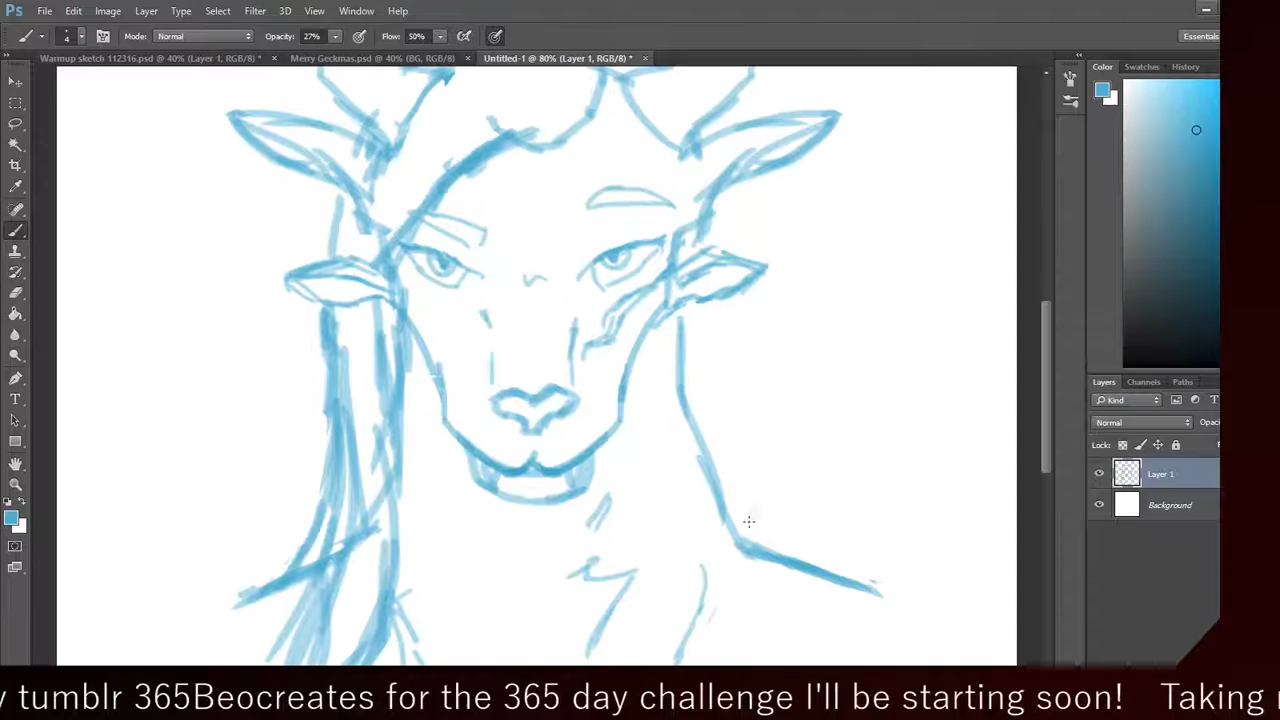 Ps File Edit Image Layer Type Select Filter 3D View Window Help
4 Mode: Normal Opacity: 27% Flow: 50% Essentials
Warmup sketch 112316.psd @ 40% (Layer 1, RGB/8) * × Merry Geckmas.psd @ 40% (BG, RGB/8) × Untitled-1 @ 80% (Layer 1, RGB/8) * ×
Color Swatches History
Layers Channels Paths
Kind
Normal Opac
Lock:
Layer 1
Background
y tumblr 365Beocreates for the 365 day challenge I'll be starting soon! Taking